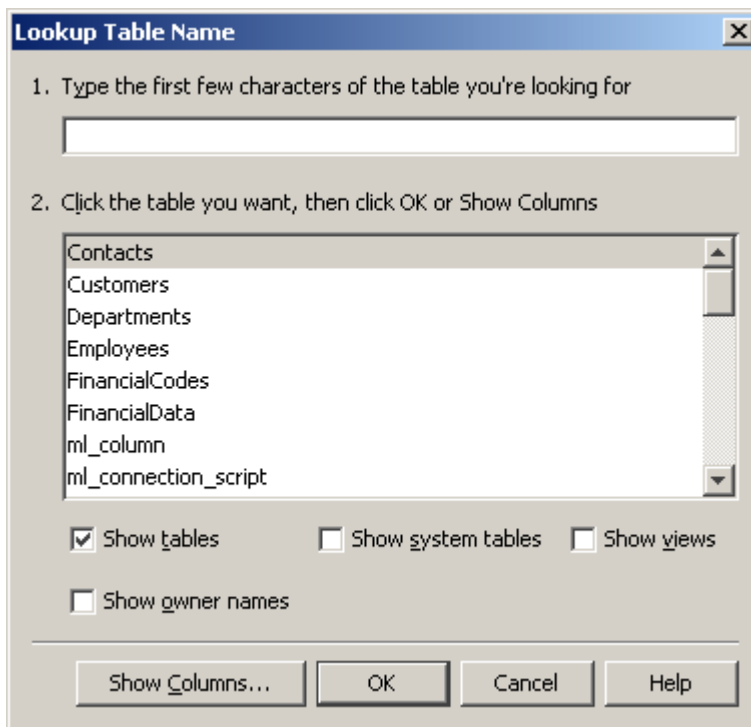 Lookup Table Name
1. Type the first few characters of the table you're looking for
2. Click the table you want, then click OK or Show Columns
Contacts
Customers
Departments
Employees
FinancialCodes
FinancialData
ml_column
ml_connection_script
Show tables Show system tables Show views
Show owner names
Show Columns... OK Cancel Help